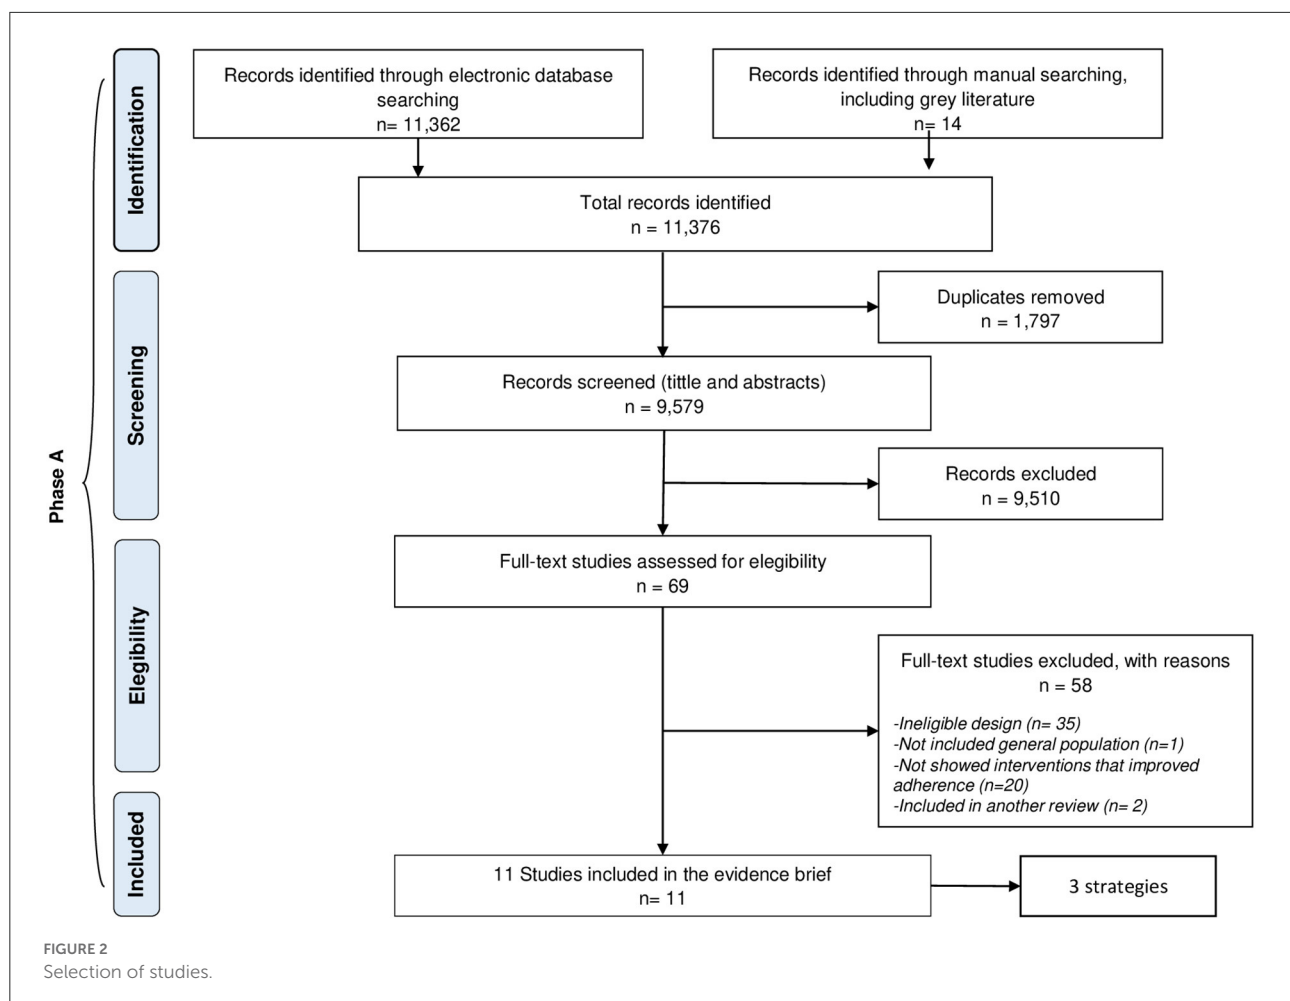 Phase A
Identification
Records identified through electronic database
searching
n= 11,362
Records identified through manual searching,
including grey literature
n= 14
Total records identified
n = 11,376
Screening
Duplicates removed
n = 1,797
Records screened (tittle and abstracts)
n = 9,579
Records excluded
n = 9,510
Elegibility
Full-text studies assessed for elegibility
n = 69
Full-text studies excluded, with reasons
n = 58
-Ineligible design (n= 35)
-Not included general population (n=1)
-Not showed interventions that improved
adherence (n=20)
-Included in another review (n= 2)
Included
11 Studies included in the evidence brief
n= 11
3 strategies
FIGURE 2
Selection of studies.